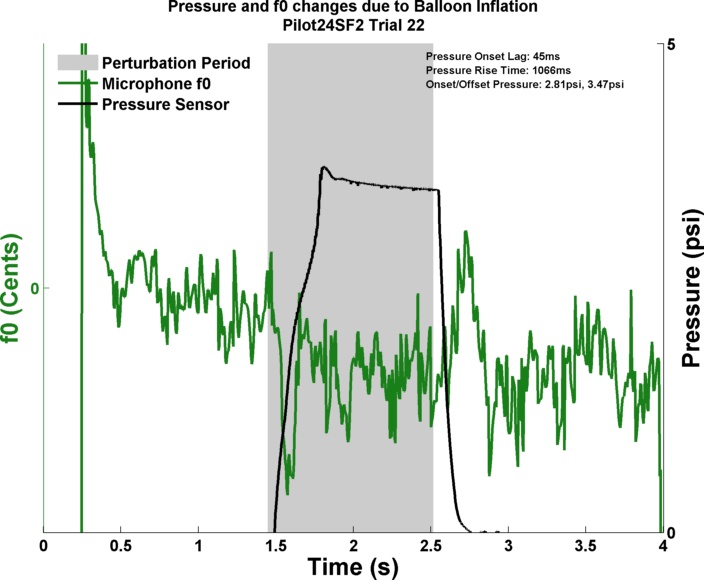 Pressure and f0 changes due to Balloon Inflation
Pilot24SF2 Trial 22
Perturbation Period
Microphone f0
Pressure Sensor
Pressure Onset Lag: 45ms
Pressure Rise Time: 1066ms
Onset/Offset Pressure: 2.81psi, 3.47psi
5
0
f0 (Cents)
0
Pressure (psi)
0 0.5 1 1.5 2 2.5 3 3.5 4
Time (s)